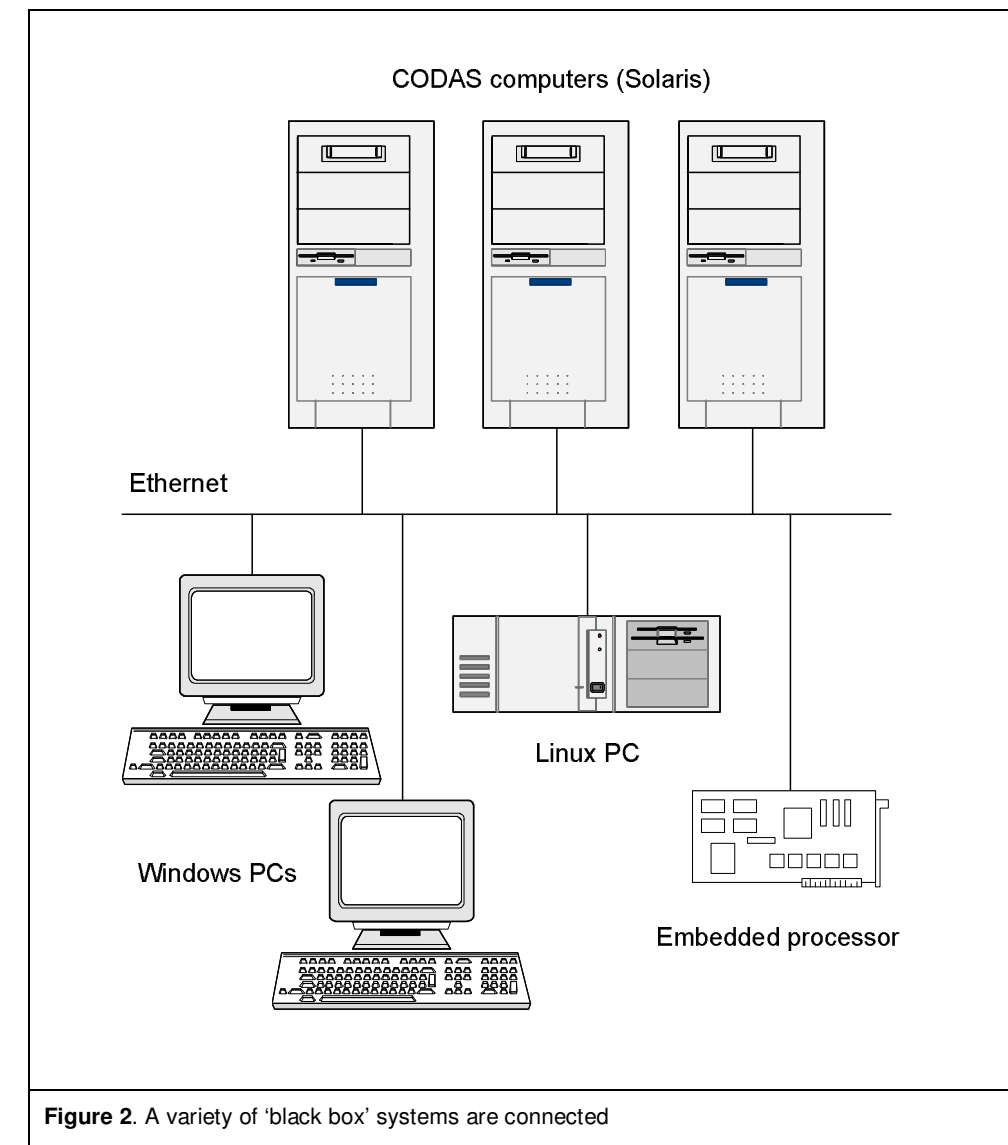 CODAS computers (Solaris)
Ethernet
Linux PC
Windows PCs
Embedded processor
Figure 2. A variety of ‘black box’ systems are connected